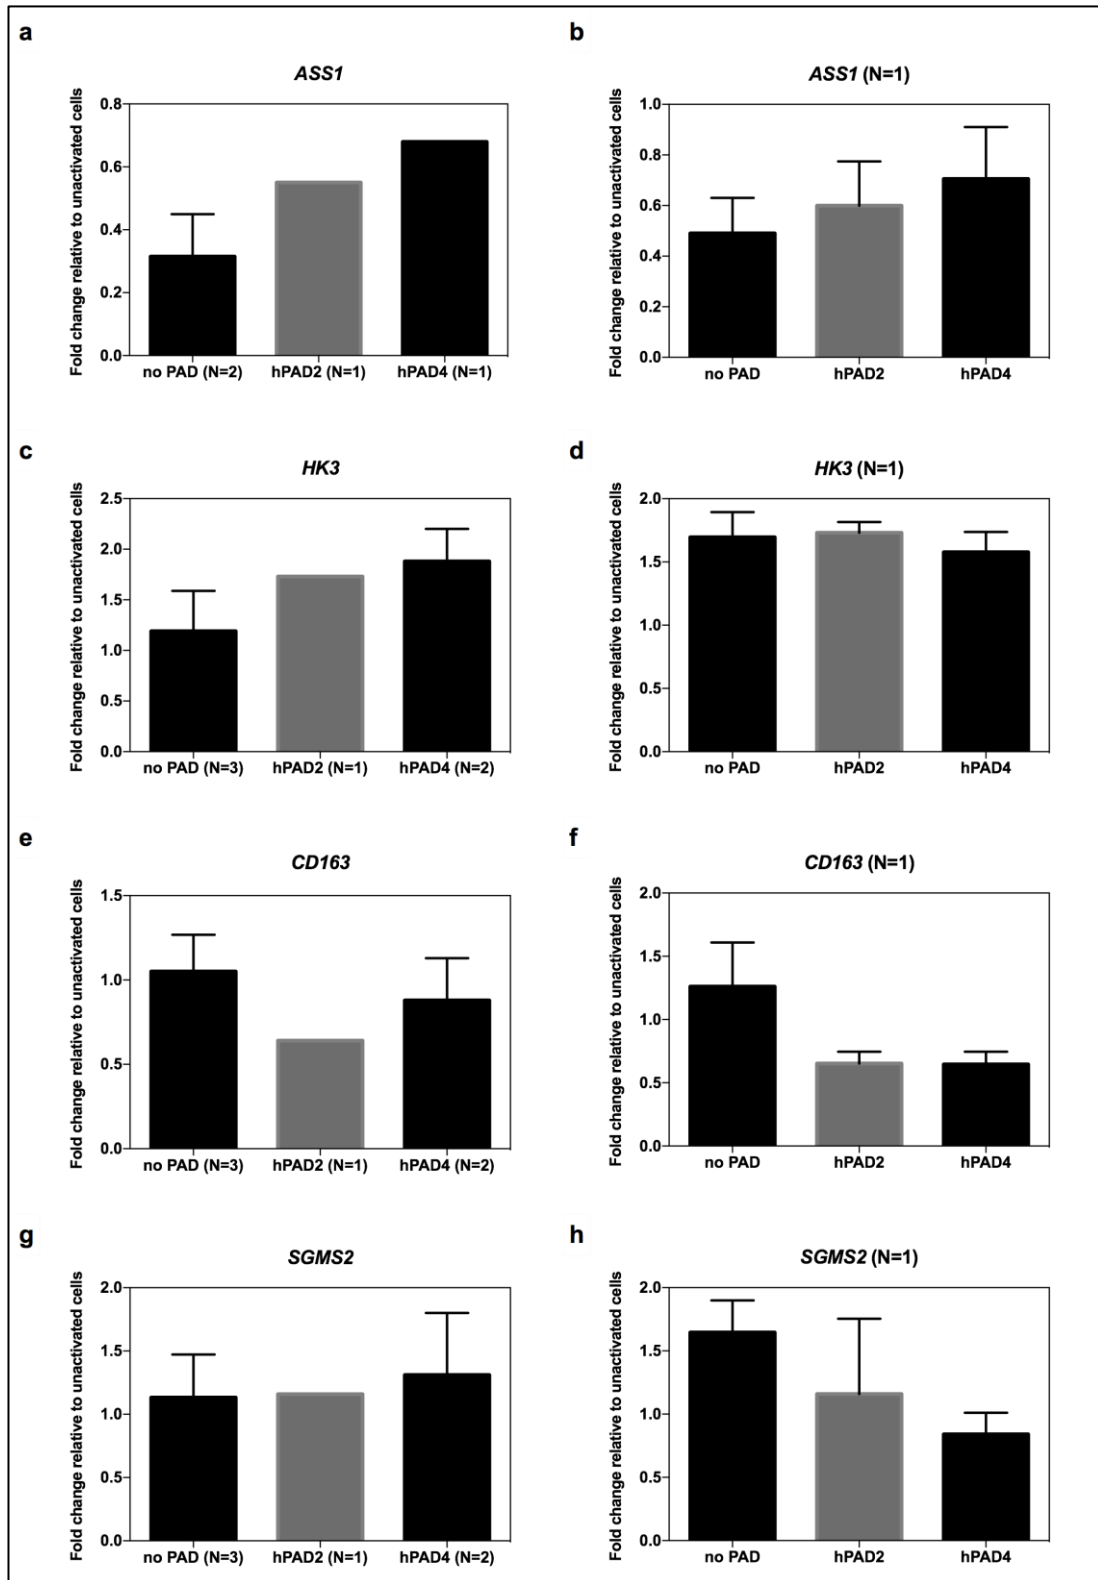 a
ASS1
Fold change relative to unactivated cells
0.8
0.6
0.4
0.2
0.0
no PAD (N=2) hPAD2 (N=1) hPAD4 (N=1)
b
ASS1 (N=1)
Fold change relative to unactivated cells
1.0
0.8
0.6
0.4
0.2
0.0
no PAD hPAD2 hPAD4
c
HK3
Fold change relative to unactivated cells
2.5
2.0
1.5
1.0
0.5
0.0
no PAD (N=3) hPAD2 (N=1) hPAD4 (N=2)
d
HK3 (N=1)
Fold change relative to unactivated cells
2.0
1.5
1.0
0.5
0.0
no PAD hPAD2 hPAD4
e
CD163
Fold change relative to unactivated cells
1.5
1.0
0.5
0.0
no PAD (N=3) hPAD2 (N=1) hPAD4 (N=2)
f
CD163 (N=1)
Fold change relative to unactivated cells
2.0
1.5
1.0
0.5
0.0
no PAD hPAD2 hPAD4
g
SGMS2
Fold change relative to unactivated cells
2.0
1.5
1.0
0.5
0.0
no PAD (N=3) hPAD2 (N=1) hPAD4 (N=2)
h
SGMS2 (N=1)
Fold change relative to unactivated cells
2.0
1.5
1.0
0.5
0.0
no PAD hPAD2 hPAD4